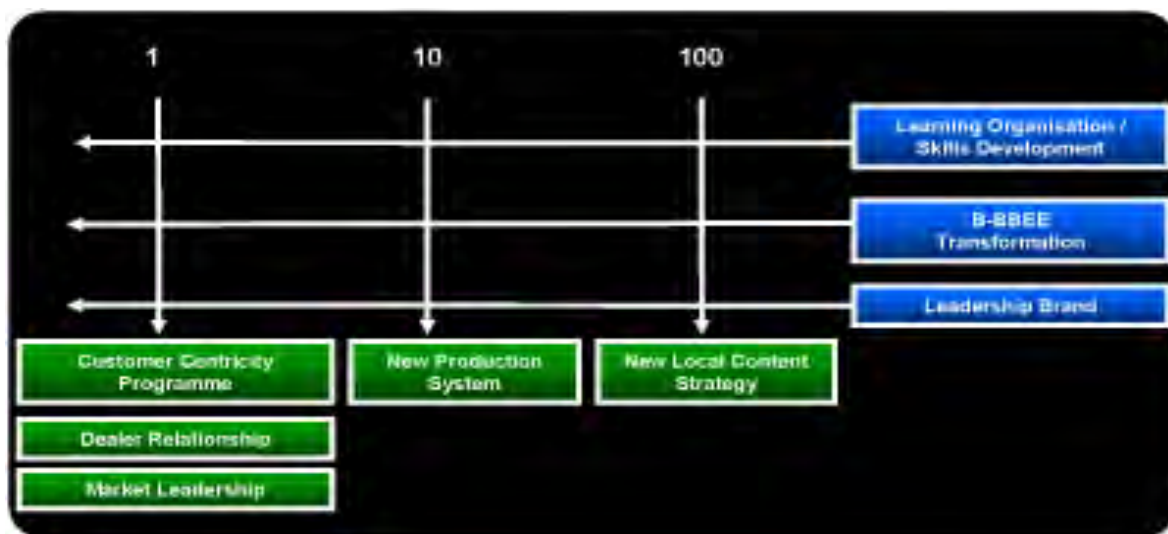 1 10 100
Learning Organisation /
Skills Development
B-BBEE
Transformation
Leadership Brand
Customer Centricity
Programme
New Production
System
New Local Content
Strategy
Dealer Relationship
Market Leadership